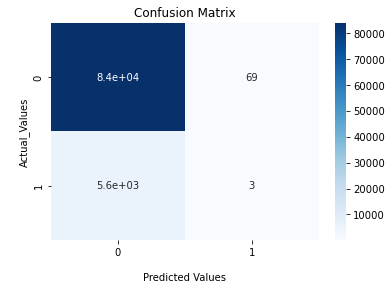 Confusion Matrix
Actual_Values
0
1
8.4e+04
69
5.6e+03
3
0
1
Predicted Values
80000
70000
60000
50000
40000
30000
20000
10000